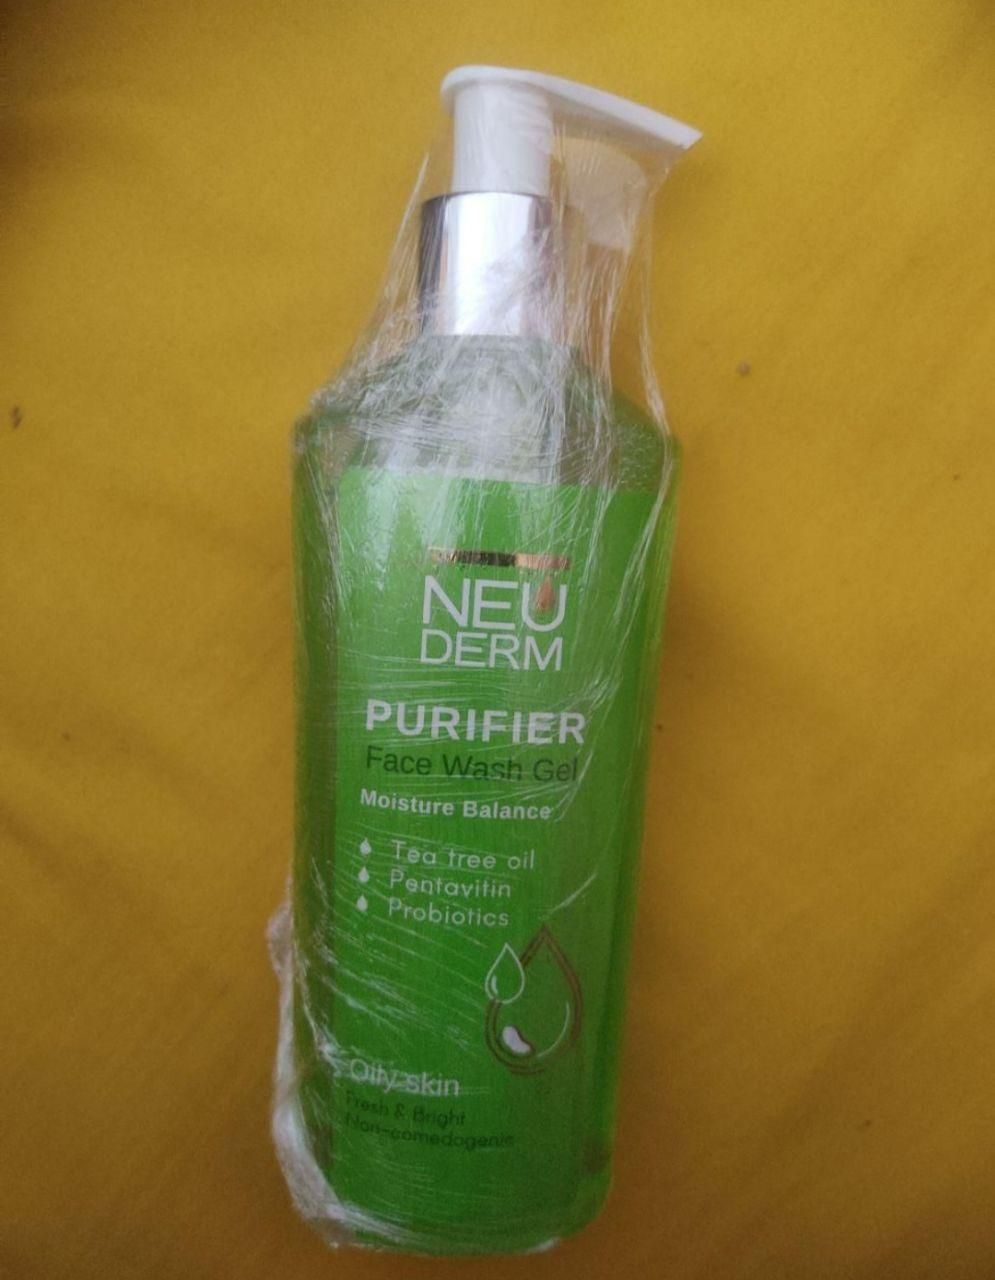 NEU
DERM
PURIFIER
Face Wash Gel
Moisture Balance
Tea tree oil
Pentavitin
Probiotics
Oily skin
Fresh & Bright
Non-comedogenic